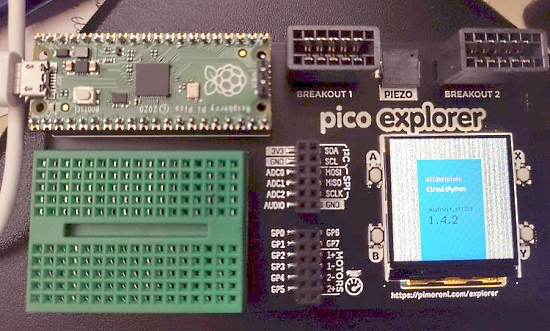 BOOTSEL
Raspberry Pi Pico © 2020
BREAKOUT 1
PIEZO
BREAKOUT 2
pico explorer
3V3 SDA
GND SCL
ADC0 MOSI
ADC1 MISO
ADC2 SCLK
AUDIO GND
I2C SPI
GP0 GP6
GP1 GP7
GP2 1+
GP3 1-
GP4 2-
GP5 2+
MOTORS
A
B
X
Y
CircuitPython
1.4.2
https://pimoroni.com/explorer